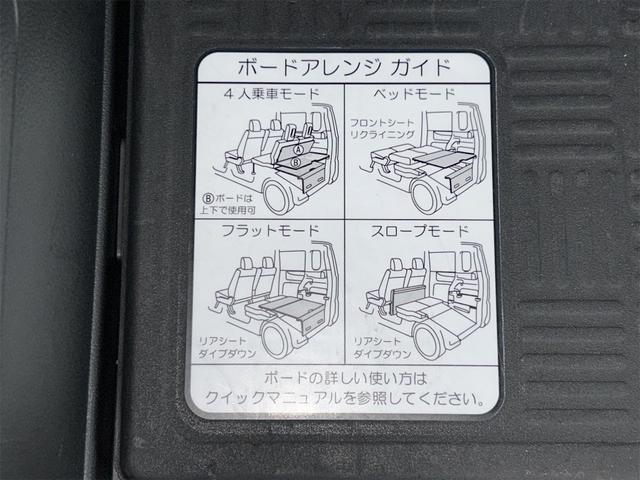 ボードアレンジ ガイド
4人乗車モード
Ⓐ
Ⓑ
Ⓑボードは
上下で使用可
ベッドモード
フロントシート
リクライニング
フラットモード
リアシート
ダイブダウン
スロープモード
リアシート
ダイブダウン
ボードの詳しい使い方は
クイックマニュアルを参照してください。